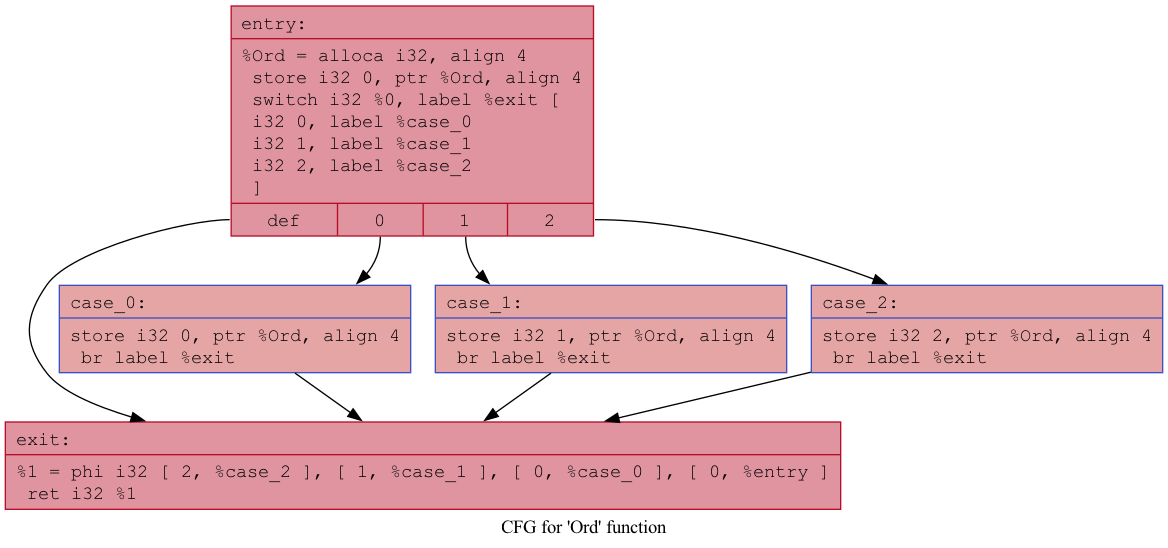 entry:
%Ord = alloca i32, align 4
store i32 0, ptr %Ord, align 4
switch i32 %0, label %exit [
i32 0, label %case_0
i32 1, label %case_1
i32 2, label %case_2
]
def 0 1 2
case_0:
store i32 0, ptr %Ord, align 4
br label %exit
case_1:
store i32 1, ptr %Ord, align 4
br label %exit
case_2:
store i32 2, ptr %Ord, align 4
br label %exit
exit:
%1 = phi i32 [ 2, %case_2 ], [ 1, %case_1 ], [ 0, %case_0 ], [ 0, %entry ]
ret i32 %1
CFG for 'Ord' function